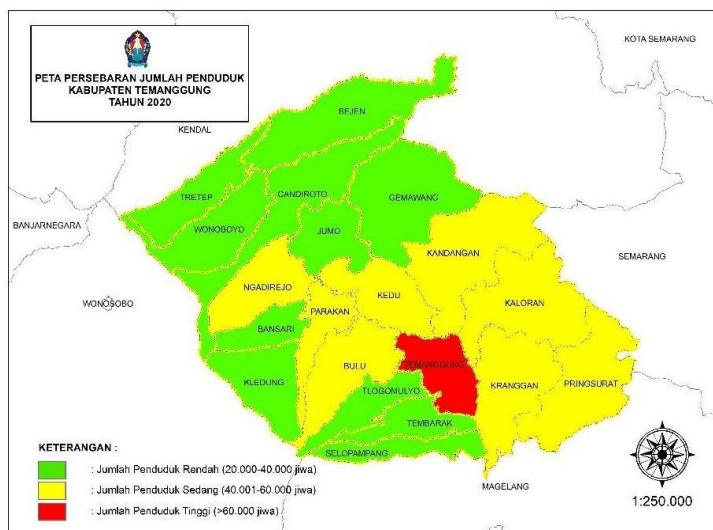 PETA PERSEBARAN JUMLAH PENDUDUK
KABUPATEN TEMANGGUNG
TAHUN 2020
KOTA SEMARANG
KENDAL
BEJEN
TRETEP
CANDIROTO
GEMAWANG
BANJARNEGARA
WONOBOYO
JUMO
KANDANGAN
SEMARANG
NGADIREJO
KEDU
WONOSOBO
PARAKAN
KALORAN
BANSARI
BULU
TEMANGGUNG
KLEDUNG
TLOGOMULYO
KRANGGAN
PRINGSURAT
TEMBARAK
SELOPAMPANG
MAGELANG
KETERANGAN :
: Jumlah Penduduk Rendah (20.000-40.000 jiwa)
: Jumlah Penduduk Sedang (40.001-60.000 jiwa)
: Jumlah Penduduk Tinggi (>60.000 jiwa)
1:250.000